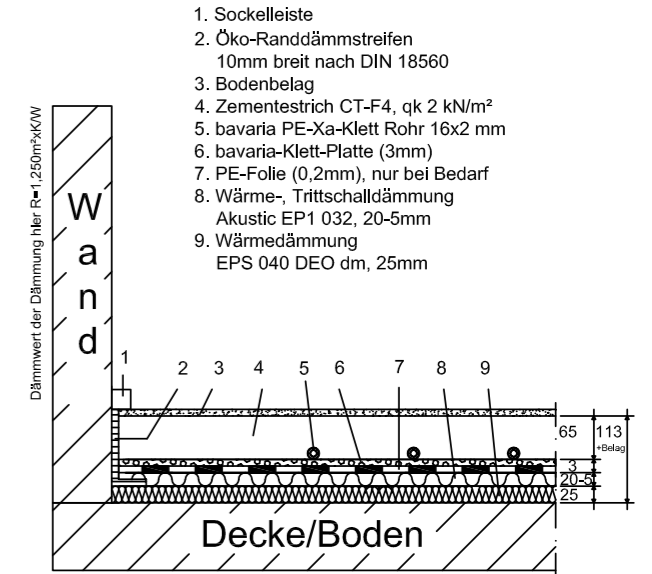 1. Sockelleiste
2. Öko-Randdämmstreifen
10mm breit nach DIN 18560
3. Bodenbelag
4. Zementestrich CT-F4, qk 2 kN/m²
5. bavaria PE-Xa-Klett Rohr 16x2 mm
6. bavaria-Klett-Platte (3mm)
7. PE-Folie (0,2mm), nur bei Bedarf
8. Wärme-, Trittschalldämmung
Akustic EP1 032, 20-5mm
9. Wärmedämmung
EPS 040 DEO dm, 25mm
Dämmwert der Dämmung hier R=1,250m²xK/W
Wand
1 2 3 4 5 6 7 8 9
65 113
+Belag
3
20-5
25
Decke/Boden